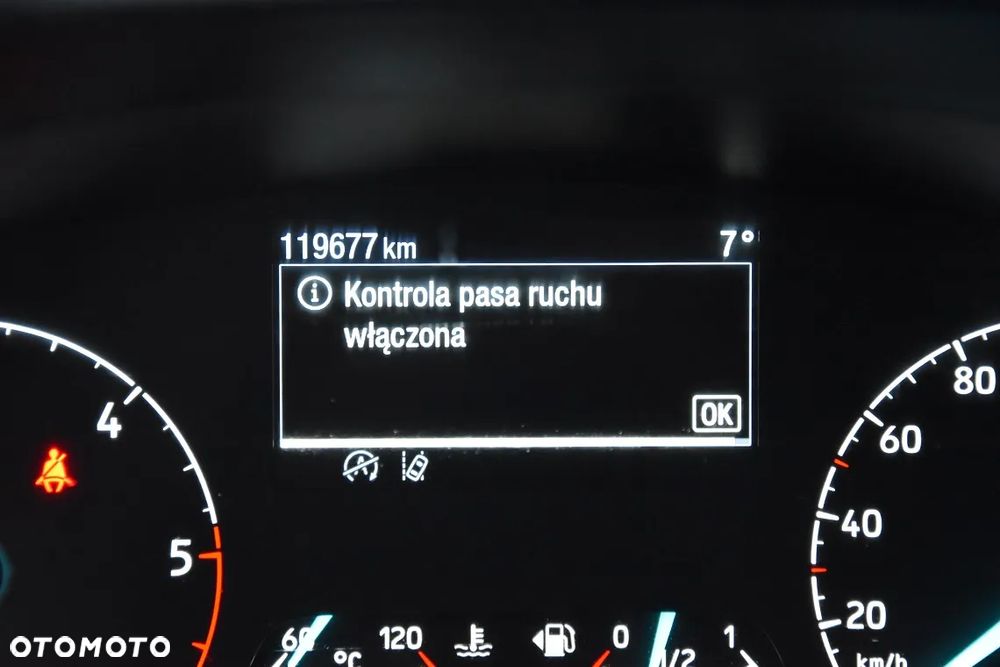 119677 km 7°
Kontrola pasa ruchu
włączona
OK
4
5
80
60
40
20
km/h
60 °C 120
0 1/2 1
OTOMOTO